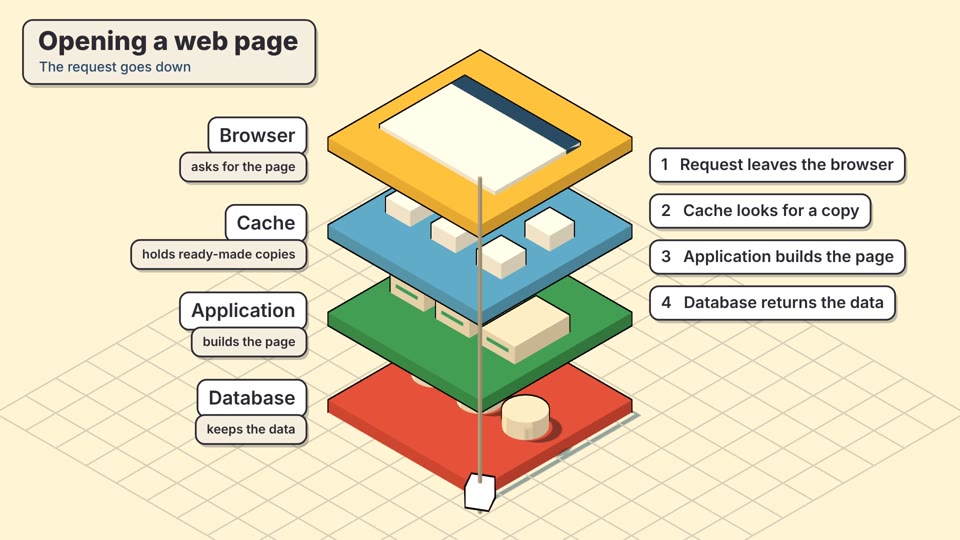 Opening a web page
The request goes down
Browser
asks for the page
Cache
holds ready-made copies
Application
builds the page
Database
keeps the data
1 Request leaves the browser
2 Cache looks for a copy
3 Application builds the page
4 Database returns the data